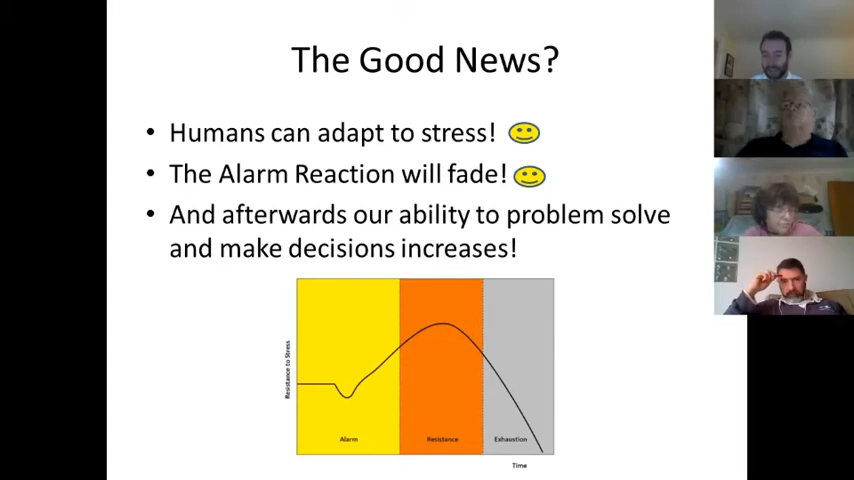 The Good News?
• Humans can adapt to stress!
• The Alarm Reaction will fade!
• And afterwards our ability to problem solve
and make decisions increases!
Resistance to Stress
Alarm
Resistance
Exhaustion
Time